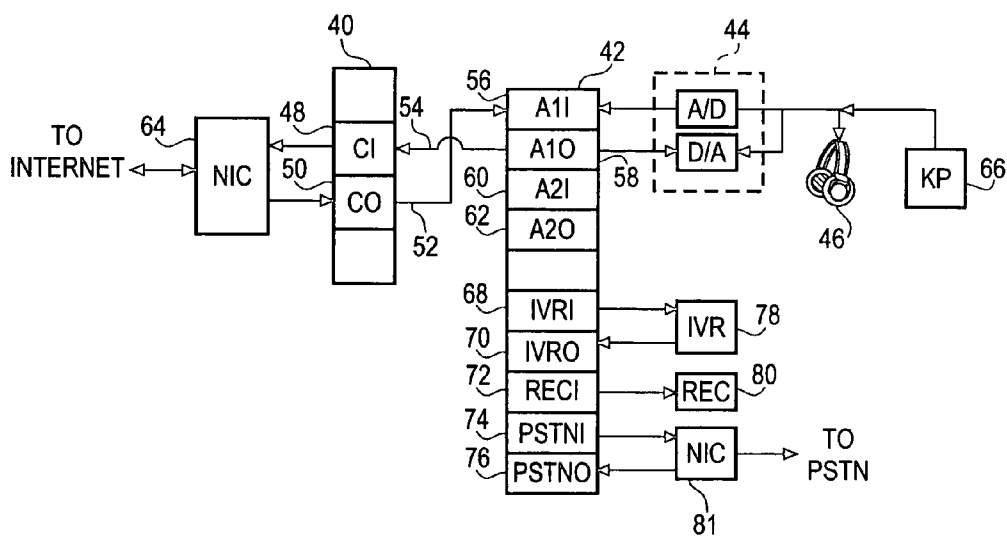 40
42
44
56
A1I
A/D
TO
INTERNET
64
48
54
A1O
D/A
NIC
CI
58
50
60
A2I
KP
66
CO
62
A2O
46
52
68
IVRI
IVR
78
70
IVRO
72
RECI
REC
80
74
PSTNI
NIC
TO
PSTN
76
PSTNO
81